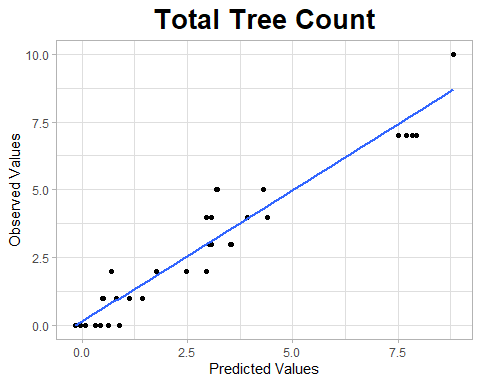 Total Tree Count
10.0
7.5
5.0
2.5
0.0
Observed Values
0.0 2.5 5.0 7.5
Predicted Values